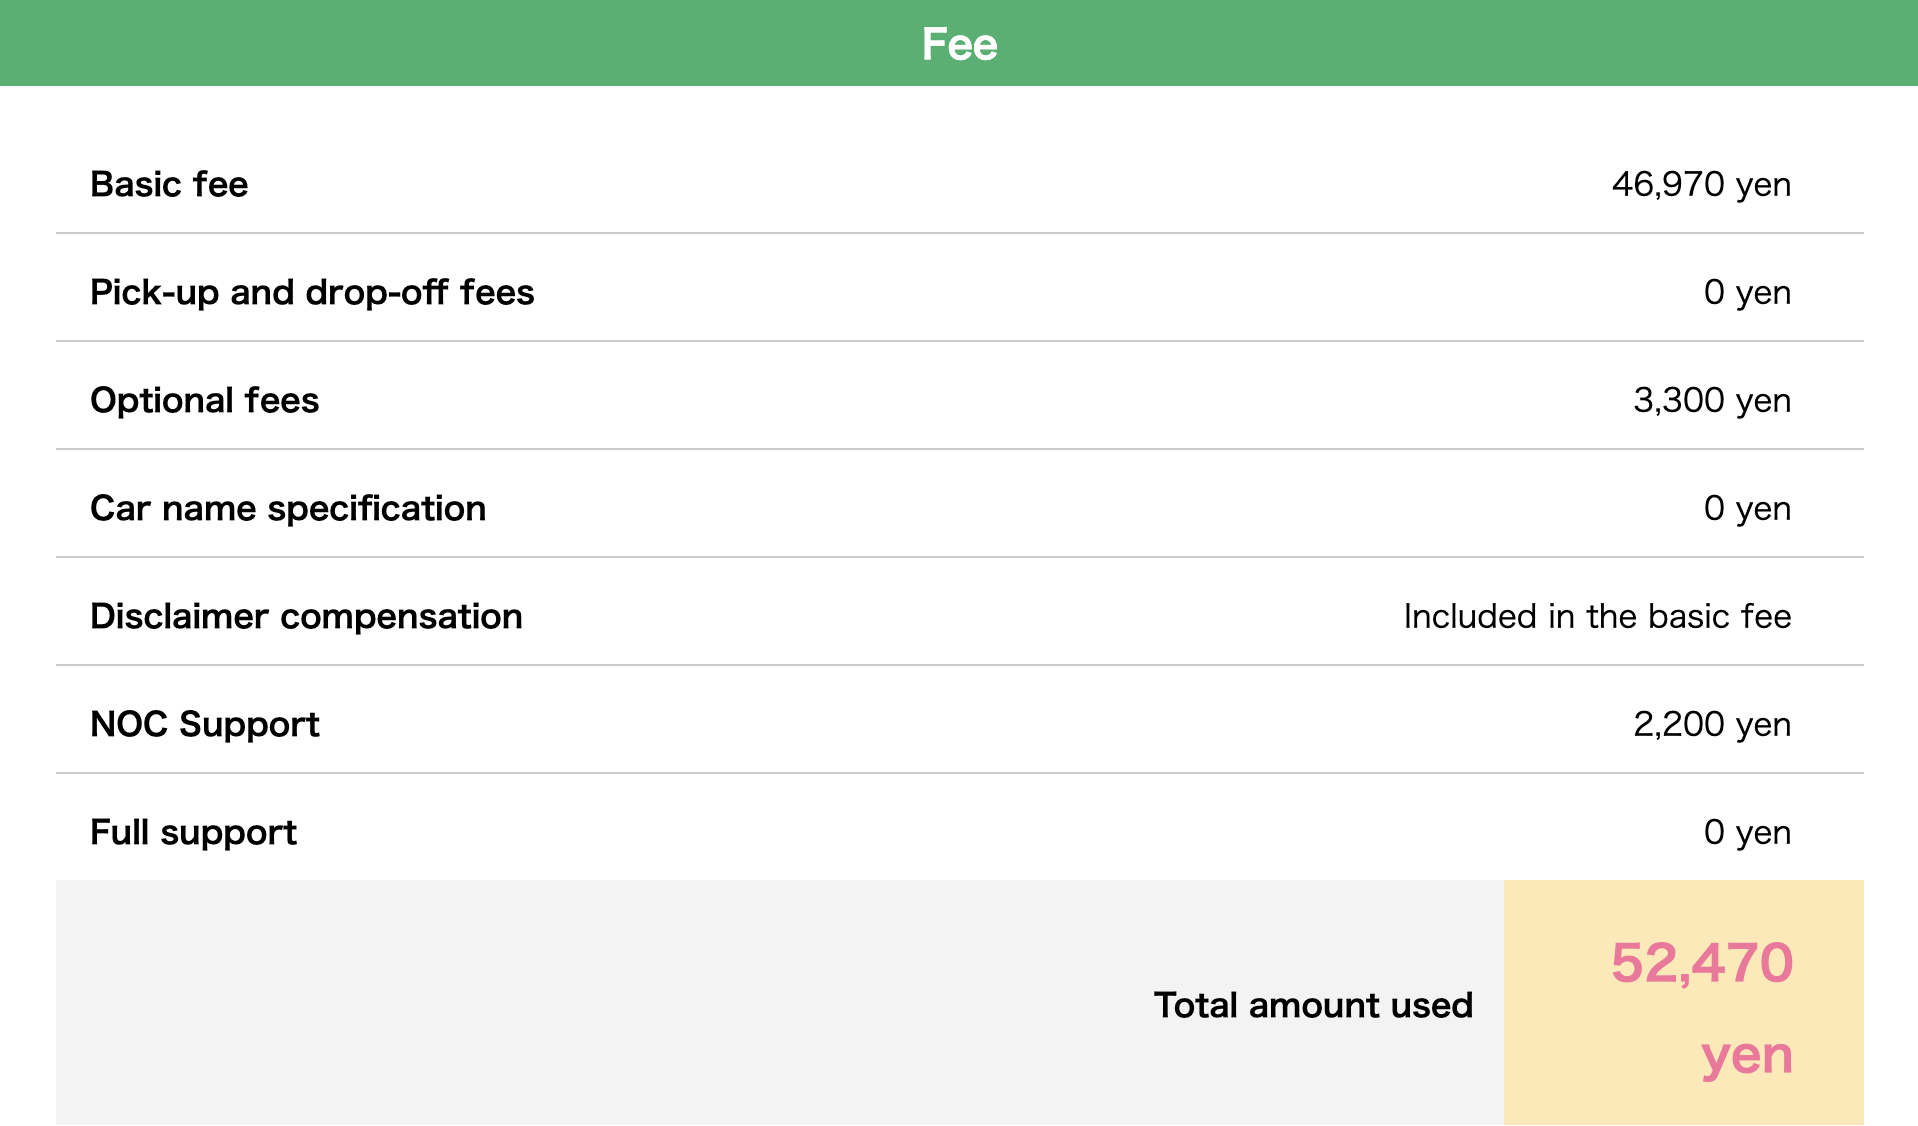 Fee
Basic fee 46,970 yen
Pick-up and drop-off fees 0 yen
Optional fees 3,300 yen
Car name specification 0 yen
Disclaimer compensation Included in the basic fee
NOC Support 2,200 yen
Full support 0 yen
Total amount used 52,470
yen